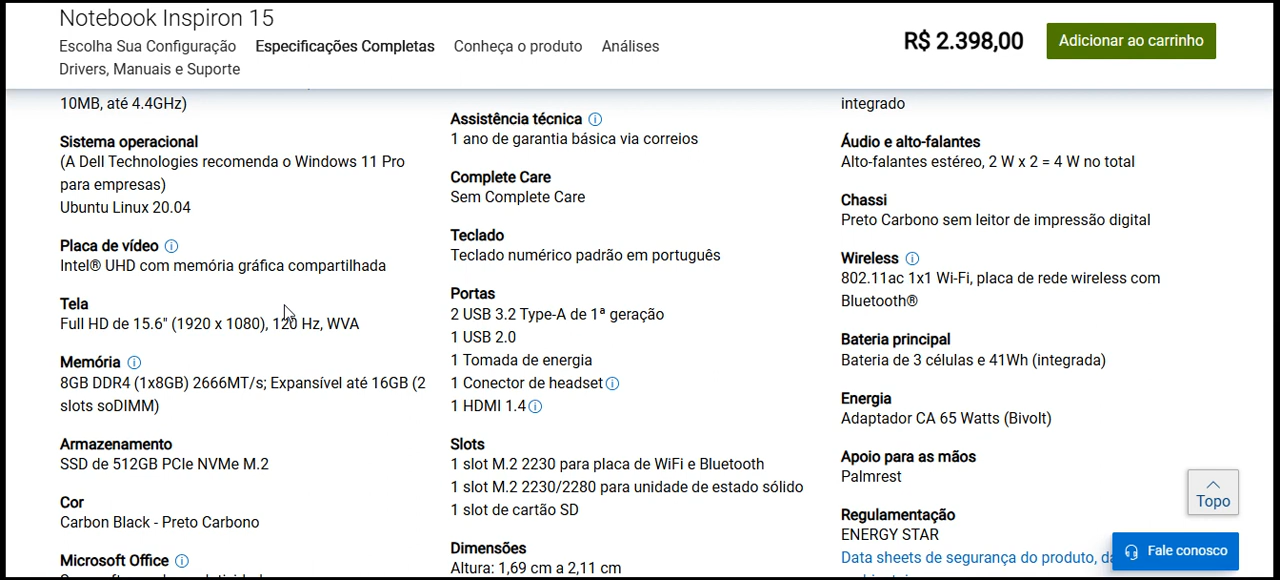 Notebook Inspiron 15
Escolha Sua Configuração Especificações Completas Conheça o produto Análises
Drivers, Manuais e Suporte
R$ 2.398,00
Adicionar ao carrinho
10MB, até 4.4GHz)
Sistema operacional
(A Dell Technologies recomenda o Windows 11 Pro
para empresas)
Ubuntu Linux 20.04
Placa de vídeo
Intel® UHD com memória gráfica compartilhada
Tela
Full HD de 15.6" (1920 x 1080), 120 Hz, WVA
Memória
8GB DDR4 (1x8GB) 2666MT/s; Expansível até 16GB (2
slots soDIMM)
Armazenamento
SSD de 512GB PCIe NVMe M.2
Cor
Carbon Black - Preto Carbono
Microsoft Office
Assistência técnica
1 ano de garantia básica via correios
Complete Care
Sem Complete Care
Teclado
Teclado numérico padrão em português
Portas
2 USB 3.2 Type-A de 1ª geração
1 USB 2.0
1 Tomada de energia
1 Conector de headset
1 HDMI 1.4
Slots
1 slot M.2 2230 para placa de WiFi e Bluetooth
1 slot M.2 2230/2280 para unidade de estado sólido
1 slot de cartão SD
Dimensões
Altura: 1,69 cm a 2,11 cm
integrado
Áudio e alto-falantes
Alto-falantes estéreo, 2 W x 2 = 4 W no total
Chassi
Preto Carbono sem leitor de impressão digital
Wireless
802.11ac 1x1 Wi-Fi, placa de rede wireless com
Bluetooth®
Bateria principal
Bateria de 3 células e 41Wh (integrada)
Energia
Adaptador CA 65 Watts (Bivolt)
Apoio para as mãos
Palmrest
Regulamentação
ENERGY STAR
Data sheets de segurança do produto,
Topo
Fale conosco